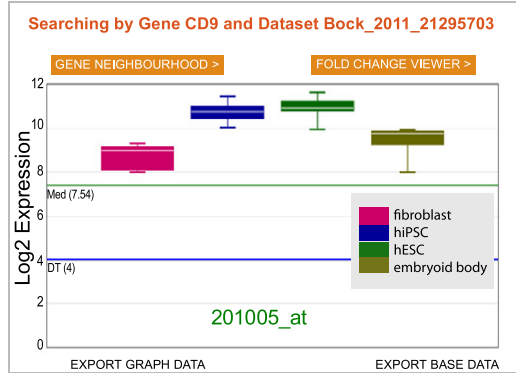 Searching by Gene CD9 and Dataset Bock_2011_21295703
GENE NEIGHBOURHOOD > FOLD CHANGE VIEWER >
12
10
8
Med (7.54)
6
fibroblast
hiPSC
hESC
embryoid body
4
DT (4)
2
0
Log2 Expression
201005_at
EXPORT GRAPH DATA EXPORT BASE DATA